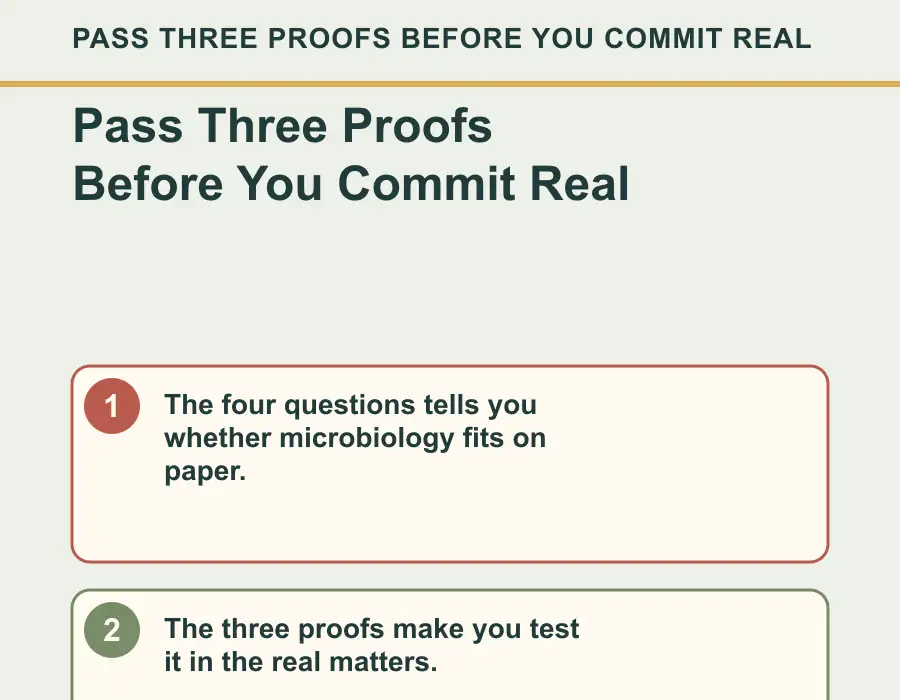 PASS THREE PROOFS BEFORE YOU COMMIT REAL
Pass Three Proofs
Before You Commit Real
1
The four questions tells you
whether microbiology fits on
paper.
2
The three proofs make you test
it in the real matters.